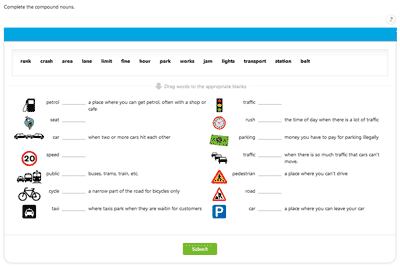 Complete the compound nouns.
?
rank crash area lane limit fine hour park works jam lights transport station belt
Drag words to the appropriate blanks
petrol ________ a place where you can get petrol, often with a shop or
cafe
seat ________
car ________ when two or more cars hit each other
20
speed ________
public ________ buses, trams, train, etc.
cycle ________ a narrow part of the road for bicycles only
taxi ________ where taxis park when they are waitin for customers
traffic ________
rush ________ the time of day when there is a lot of traffic
parking ________ money you have to pay for parking illegally
traffic ________ when there is so much traffic that cars can't
move.
pedestrian ________ a place where you can't drive
road ________
P
car ________ a place where you can leave your car
Submit